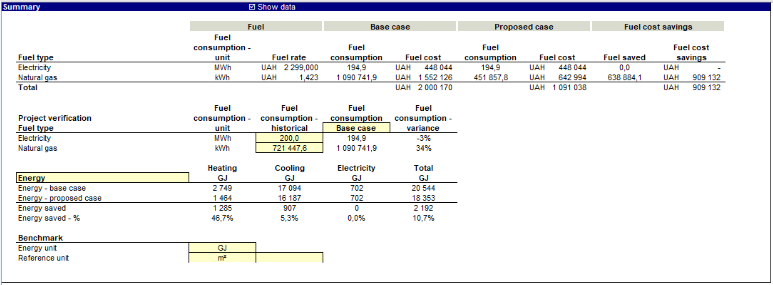 Summary ☑ Show data
Fuel Base case Proposed case Fuel cost savings
Fuel type Fuel consumption - unit Fuel rate Fuel consumption Fuel cost Fuel consumption Fuel cost Fuel saved Fuel cost savings
Electricity MWh UAH 2 299,000 194,9 UAH 448 044 194,9 UAH 448 044 0,0 UAH -
Natural gas kWh UAH 1,423 1 090 741,9 UAH 1 552 126 451 857,8 UAH 642 994 638 884,1 UAH 909 132
Total UAH 2 000 170 UAH 1 091 038 UAH 909 132
Project verification
Fuel type Fuel consumption - unit Fuel consumption - historical Fuel consumption Base case Fuel consumption - variance
Electricity MWh 200,0 194,9 -3%
Natural gas kWh 721 447,6 1 090 741,9 34%
Heating Cooling Electricity Total
Energy GJ GJ GJ GJ
Energy - base case 2 749 17 094 702 20 544
Energy - proposed case 1 464 16 187 702 18 353
Energy saved 1 285 907 0 2 192
Energy saved - % 46,7% 5,3% 0,0% 10,7%
Benchmark
Energy unit GJ
Reference unit m²